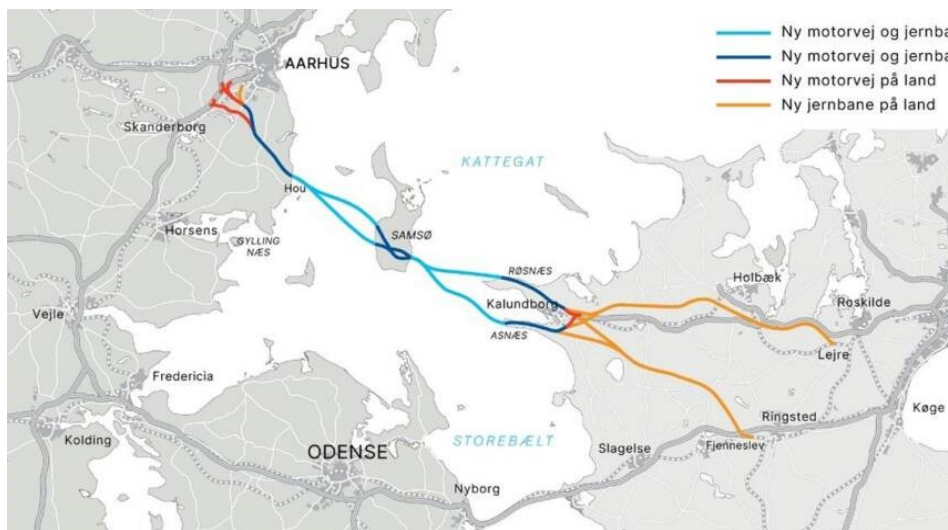 Ny motorvej og jernba
Ny motorvej og jernba
Ny motorvej på land
Ny jernbane på land
AARHUS
Skanderborg
KATTEGAT
Hou
Horsens
GYLLING
NÆS
SAMSØ
RØSNÆS
Kalundborg
Holbæk
Roskilde
Vejle
ASNÆS
Lejre
Fredericia
Køge
Kolding
ODENSE
STOREBÆLT
Ringsted
Slagelse
Fjenneslev
Nyborg